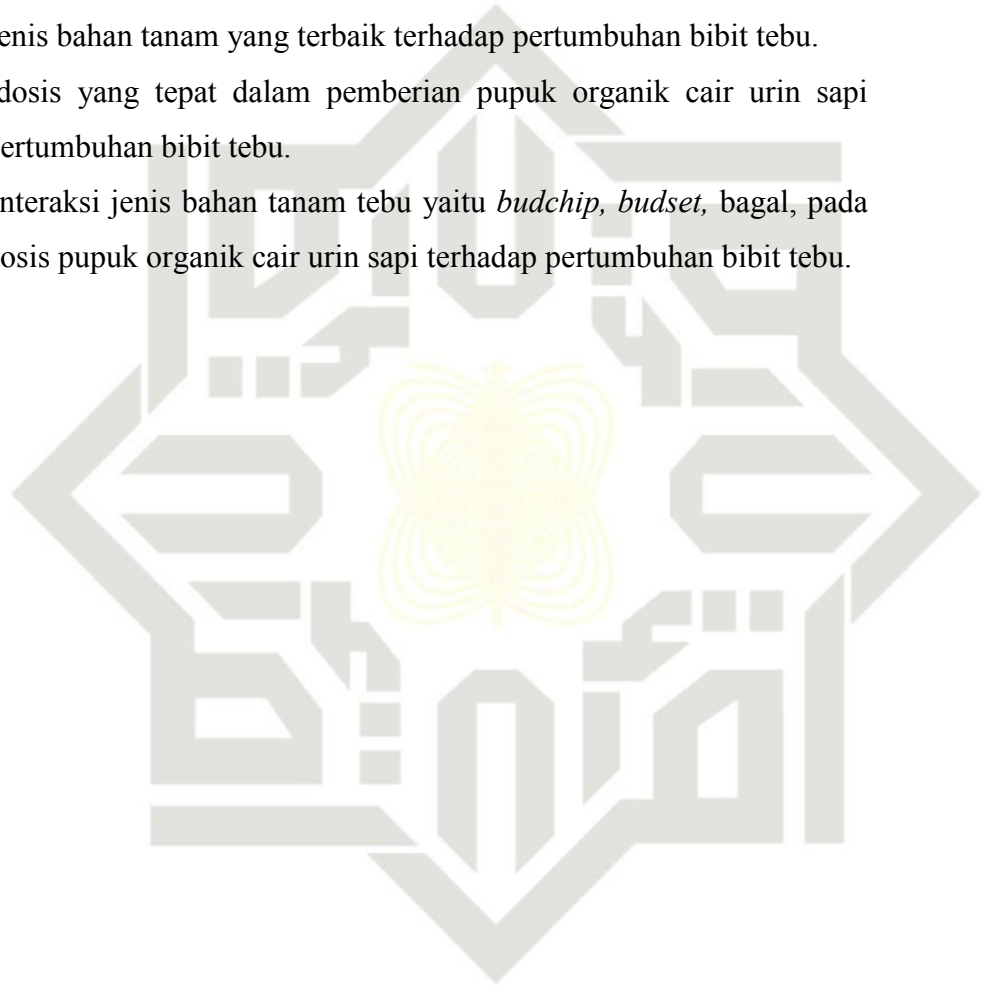 enis bahan tanam yang terbaik terhadap pertumbuhan bibit tebu.
dosis yang tepat dalam pemberian pupuk organik cair urin sapi
ertumbuhan bibit tebu.
nteraksi jenis bahan tanam tebu yaitu budchip, budset, bagal, pada
osis pupuk organik cair urin sapi terhadap pertumbuhan bibit tebu.